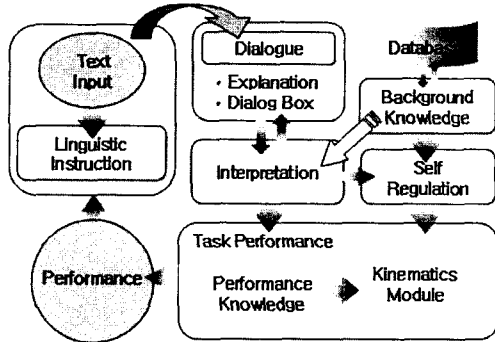 Text
Input
Linguistic
Instruction
Performance
Dialogue
• Explanation
• Dialog Box
Interpretation
Background
Knowledge
Self
Regulation
Task Performance
Performance
Knowledge
Kinematics
Module